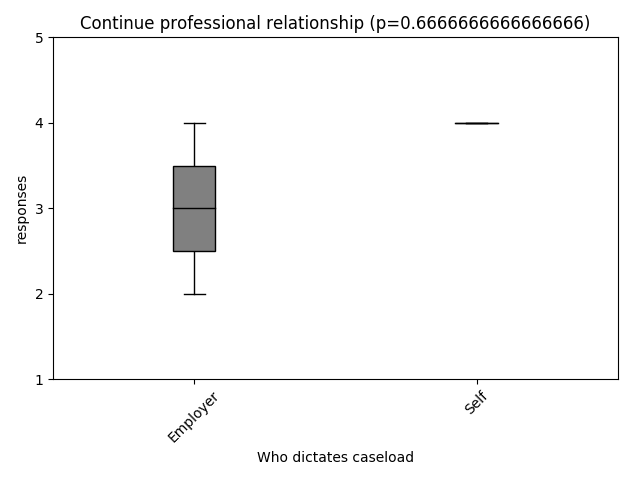 Continue professional relationship (p=0.6666666666666666)
5
4
3
2
1
responses
Employer
Self
Who dictates caseload